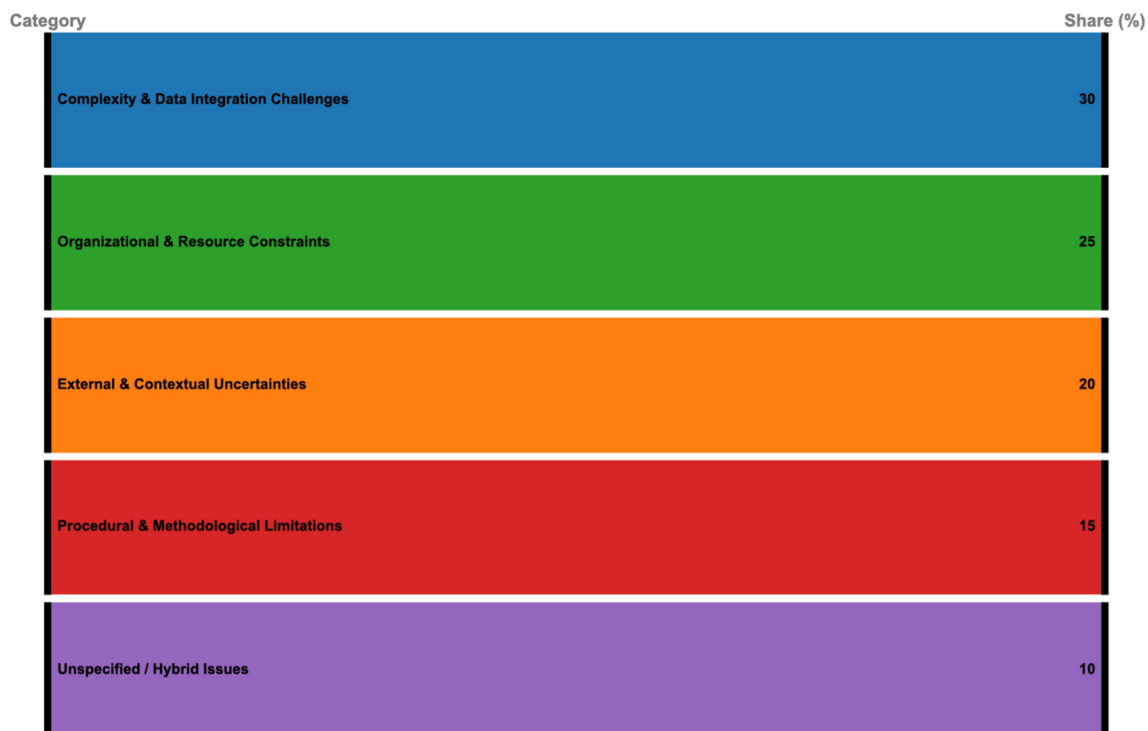 Category Share (%)
Complexity & Data Integration Challenges 30
Organizational & Resource Constraints 25
External & Contextual Uncertainties 20
Procedural & Methodological Limitations 15
Unspecified / Hybrid Issues 10